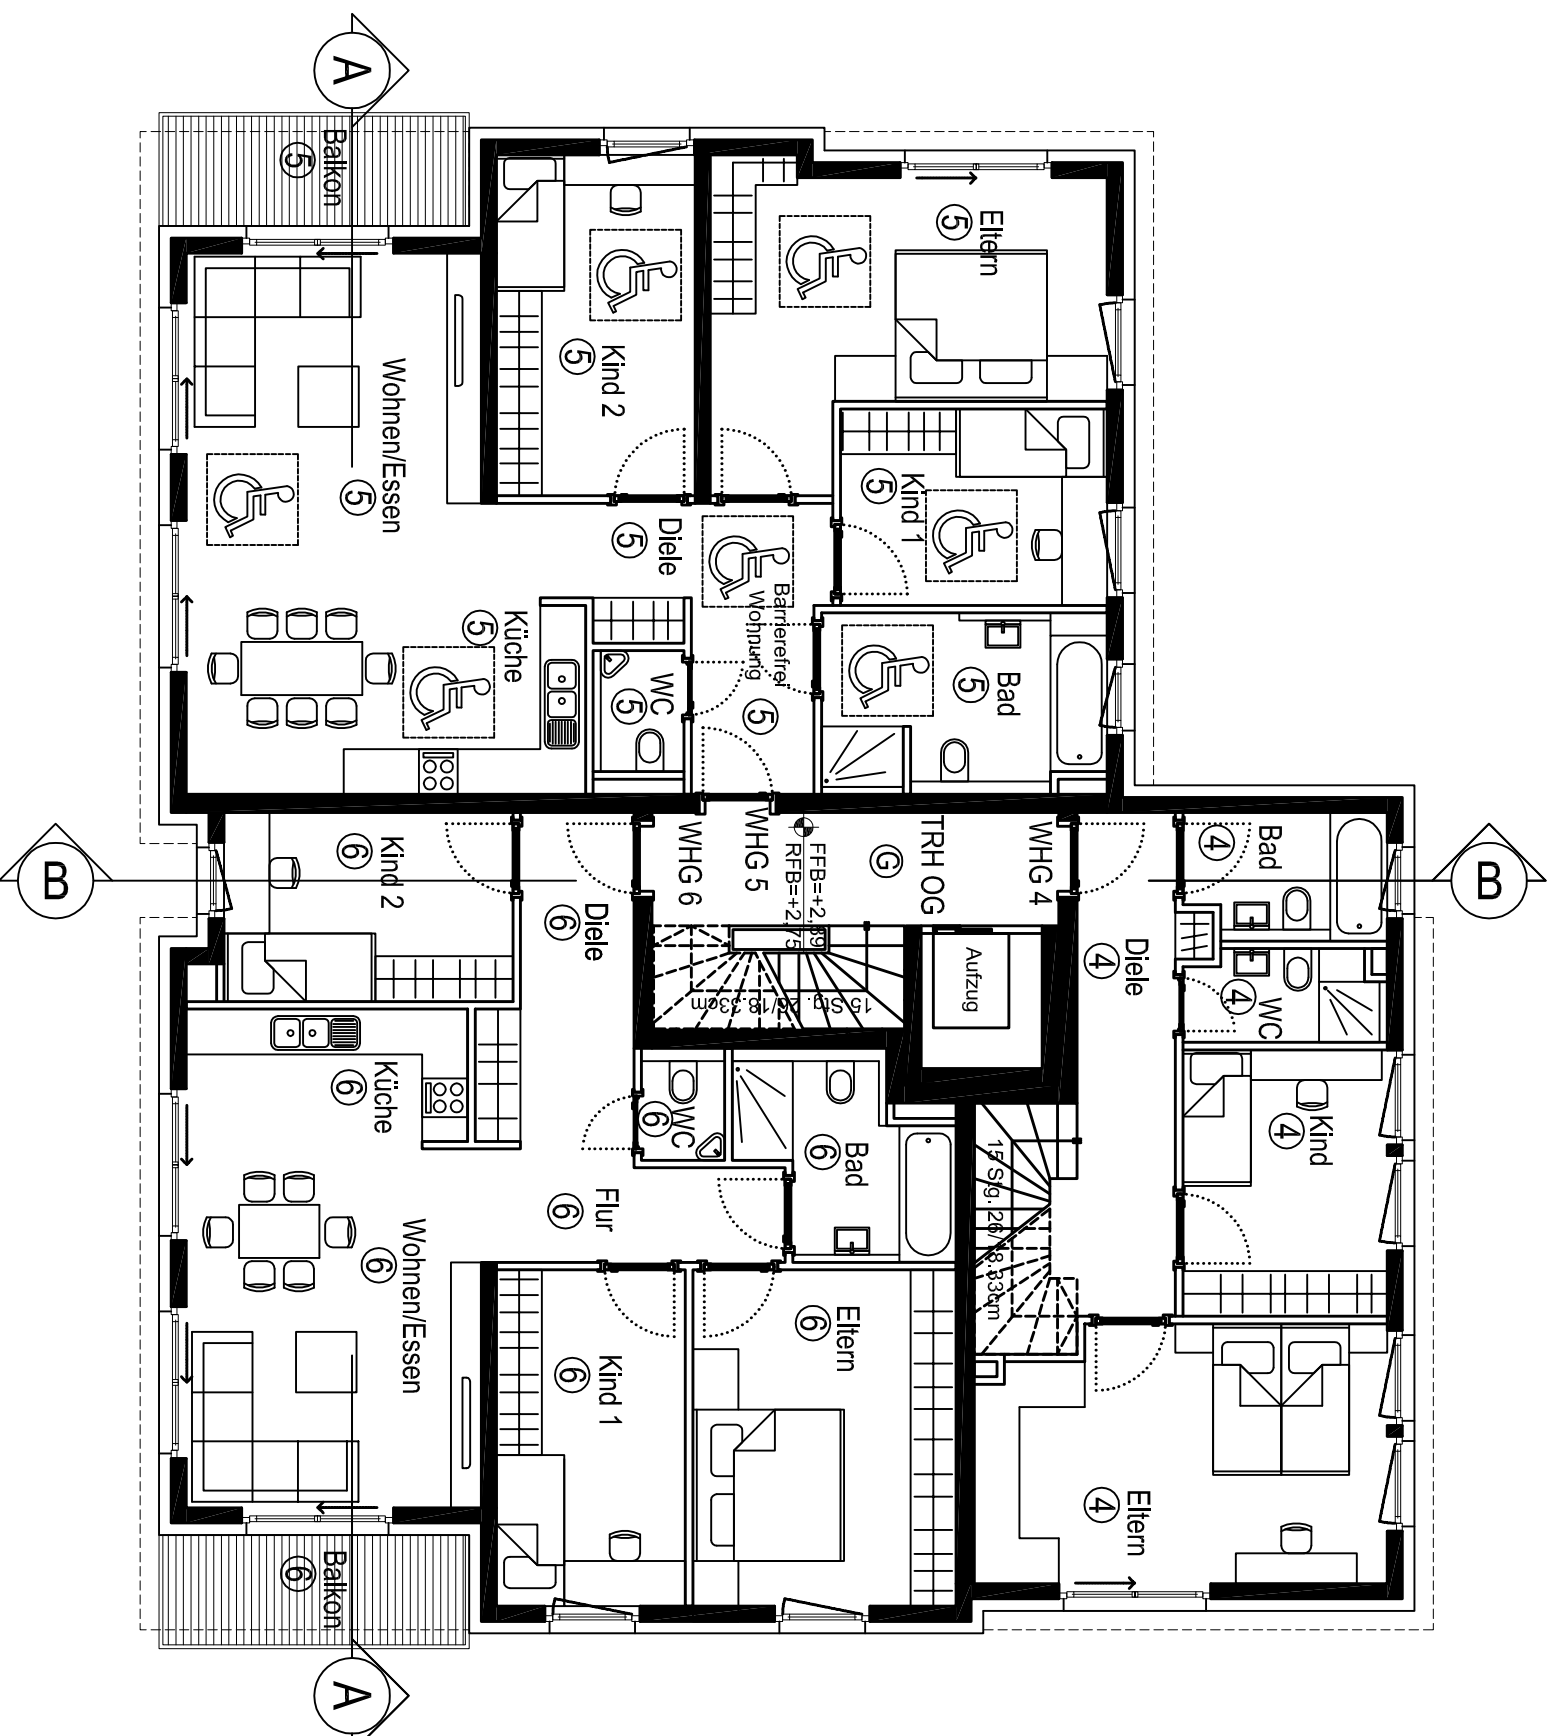 A
Balkon
5
Wohnen/Essen
5
Kind 2
5
Eltern
5
Kind 1
5
Diele
5
Barrierefrei
Wohnung
5
Küche
5
WC
5
Bad
5
B
Kind 2
6
WHG 6
WHG 5
FFB=+2,89
RFB=+2,75
G
TRH OG
WHG 4
Bad
4
B
Diele
6
15 Stg. 26/18.33cm
Aufzug
Diele
4
WC
4
Küche
6
WC
6
Bad
6
15 Stg. 26/18.33cm
Kind
4
Flur
6
Wohnen/Essen
6
Kind 1
6
Eltern
6
Eltern
4
Balkon
6
A